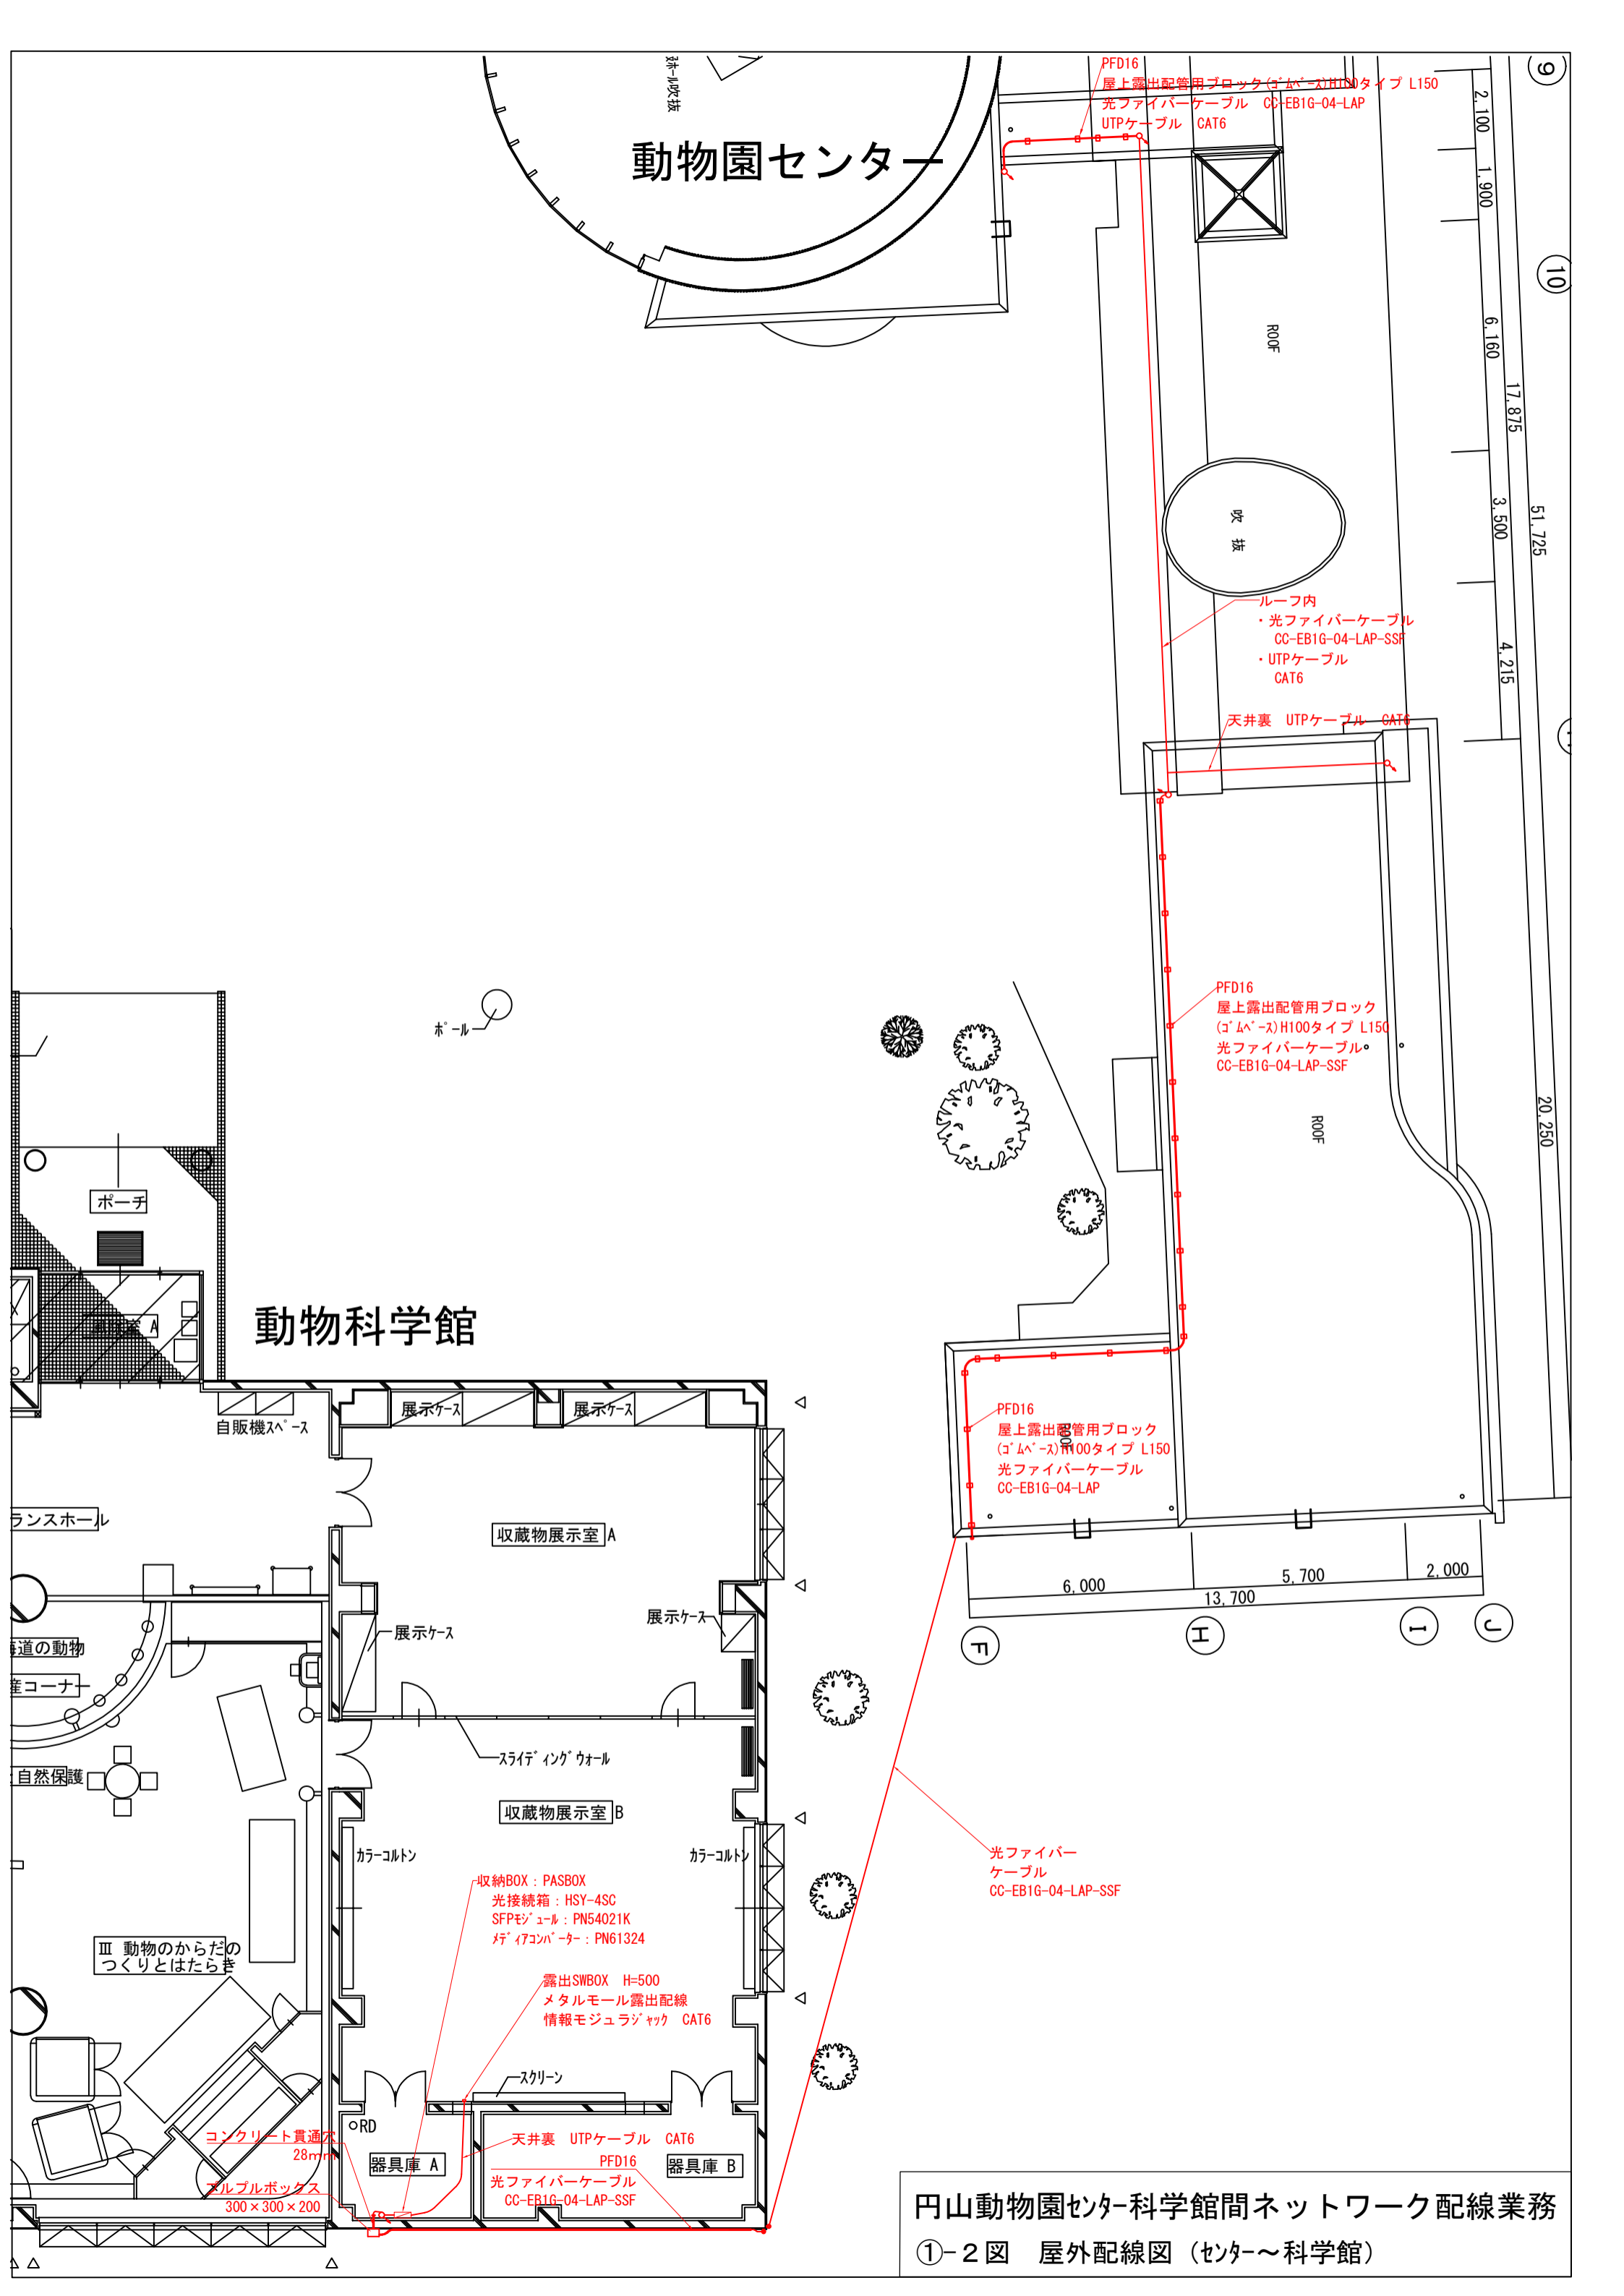 PFD16
屋上露出配管用ブロック(ｺﾞﾑﾍﾞｰｽ)H100タイプ L150
光ファイバーケーブル　CC-EB1G-04-LAP
UTPケーブル　CAT6
動物園センター
ホール吹抜
9
10
2,100
1,900
6,160
17,875
3,500
51,725
4,215
20,250
ROOF
吹抜
ルーフ内
・光ファイバーケーブル
CC-EB1G-04-LAP-SSF
・UTPケーブル
CAT6
天井裏　UTPケーブル　CAT6
PFD16
屋上露出配管用ブロック
(ｺﾞﾑﾍﾞｰｽ)H100タイプ L150
光ファイバーケーブル
CC-EB1G-04-LAP-SSF
ROOF
ﾎﾟｰﾙ
ポーチ
動物科学館
自販機ｽﾍﾟｰｽ
展示ｹｰｽ
展示ｹｰｽ
PFD16
屋上露出配管用ブロック
(ｺﾞﾑﾍﾞｰｽ)H100タイプ L150
光ファイバーケーブル
CC-EB1G-04-LAP
ROOF
6,000
5,700
2,000
13,700
F
H
I
J
ランスホール
収蔵物展示室 A
展示ｹｰｽ
展示ｹｰｽ
道の動物
コーナー
自然保護
ｽﾗｲﾃﾞｨﾝｸﾞｳｫｰﾙ
収蔵物展示室 B
ｶﾗｰｺﾙﾄﾝ
ｶﾗｰｺﾙﾄﾝ
光ファイバー
ケーブル
CC-EB1G-04-LAP-SSF
収納BOX：PASBOX
光接続箱：HSY-4SC
SFPﾓｼﾞｭｰﾙ：PN54021K
ﾒﾃﾞｨｱｺﾝﾊﾞｰﾀｰ：PN61324
Ⅲ 動物のからだの
つくりとはたらき
露出SWBOX　H=500
メタルモール露出配線
情報モジュラｼﾞｬｯｸ　CAT6
ｽｸﾘｰﾝ
RD
コンクリート貫通穴
28mm
天井裏　UTPケーブル　CAT6
器具庫 A
器具庫 B
PFD16
光ファイバーケーブル
CC-EB1G-04-LAP-SSF
プルプルボックス
300×300×200
円山動物園ｾﾝﾀｰ科学館間ネットワーク配線業務
①-２図　屋外配線図（ｾﾝﾀｰ～科学館）